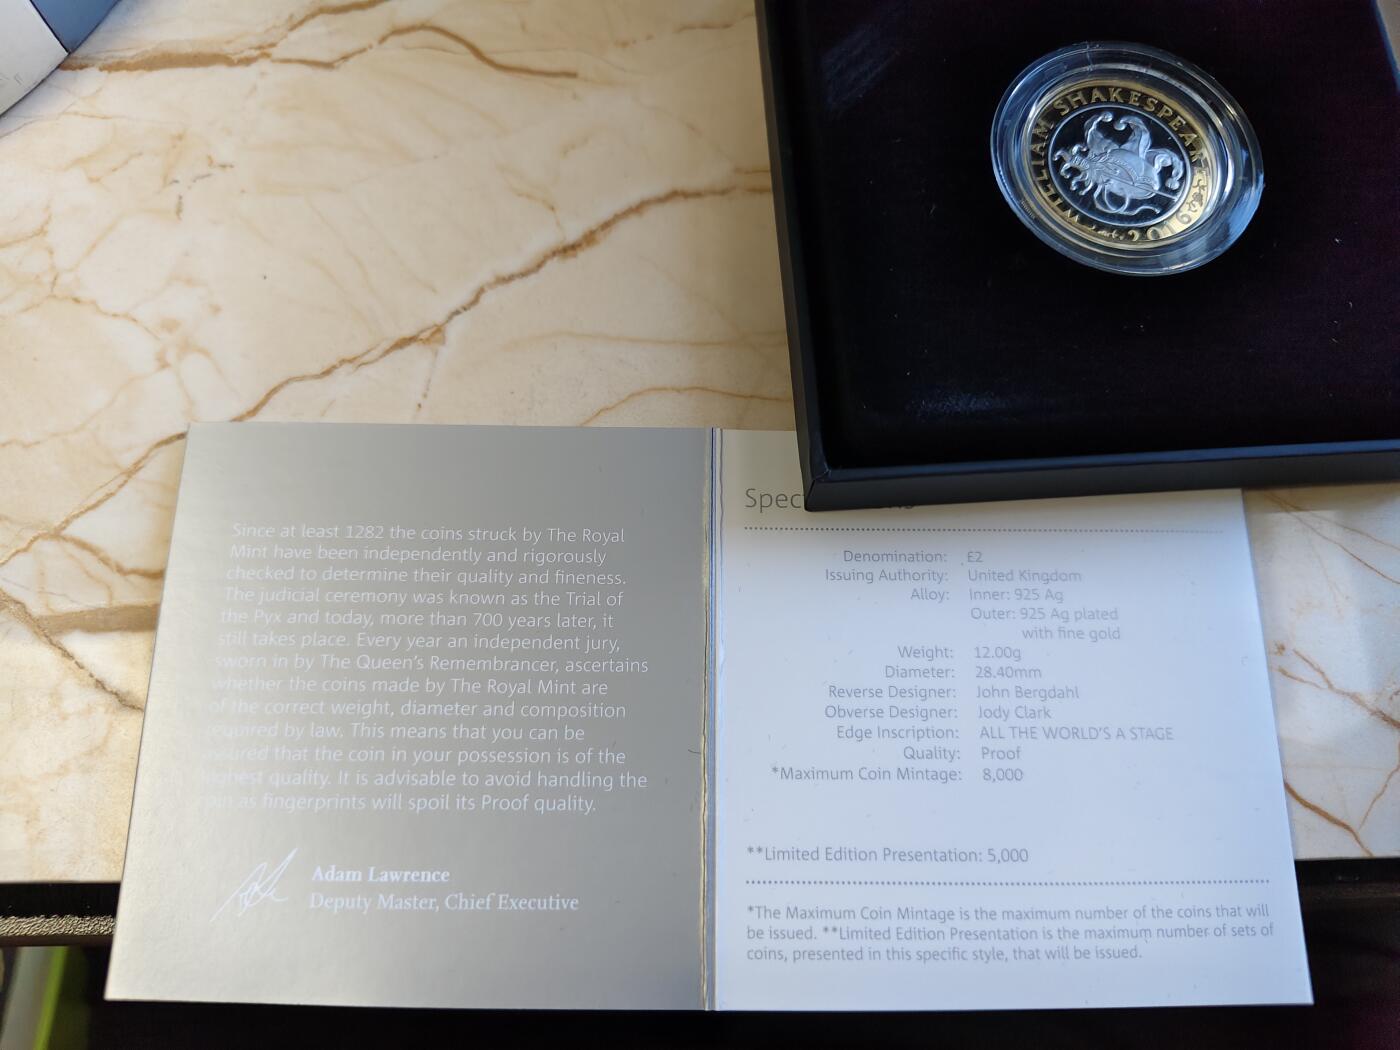 WILLIAM SHAKESPEARE
2016
Since at least 1282 the coins struck by The Royal
Mint have been independently and rigorously
checked to determine their quality and fineness.
The judicial ceremony was known as the Trial of
the Pyx and today, more than 700 years later, it
still takes place. Every year an independent jury,
sworn in by The Queen's Remembrancer, ascertains
whether the coins made by The Royal Mint are
of the correct weight, diameter and composition
required by law. This means that you can be
assured that the coin in your possession is of the
highest quality. It is advisable to avoid handling the
coin as fingerprints will spoil its Proof quality.
Adam Lawrence
Deputy Master, Chief Executive
Denomination: £2
Issuing Authority: United Kingdom
Alloy: Inner: 925 Ag
Outer: 925 Ag plated
with fine gold
Weight: 12.00g
Diameter: 28.40mm
Reverse Designer: John Bergdahl
Obverse Designer: Jody Clark
Edge Inscription: ALL THE WORLD'S A STAGE
Quality: Proof
*Maximum Coin Mintage: 8,000
**Limited Edition Presentation: 5,000
*The Maximum Coin Mintage is the maximum number of the coins that will
be issued. **Limited Edition Presentation is the maximum number of sets of
coins, presented in this specific style, that will be issued.